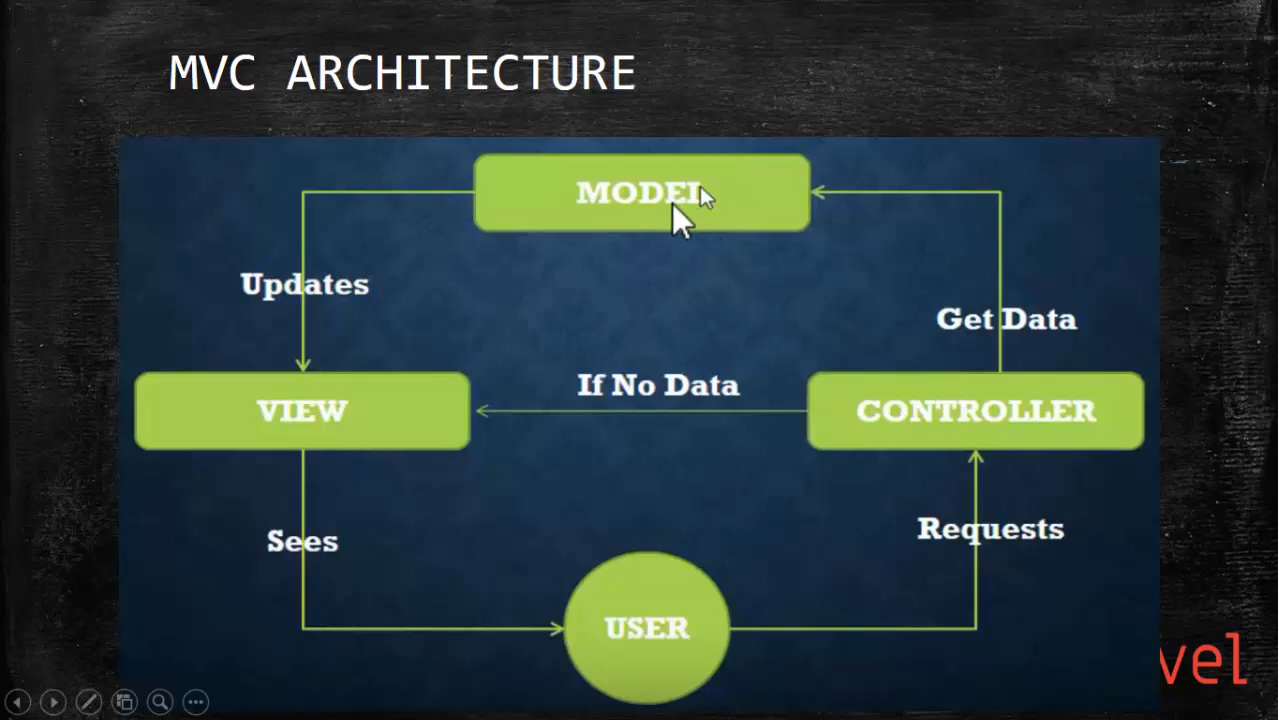 MVC ARCHITECTURE
MODEL
Updates
Get Data
If No Data
VIEW
CONTROLLER
Sees
Requests
USER
vel